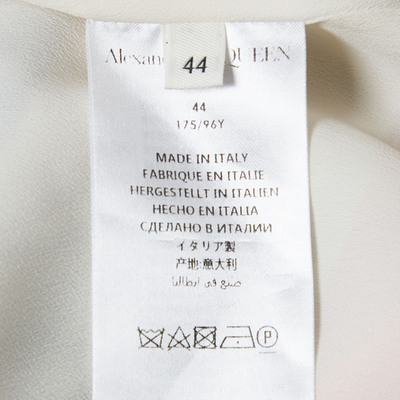 Alexan QUEEN
44
44
175/96Y
MADE IN ITALY
FABRIQUE EN ITALIE
HERGESTELLT IN ITALIEN
HECHO EN ITALIA
СДЕЛАНО В ИТАЛИИ
イタリア製
产地:意大利
صنع في ايطاليا
P